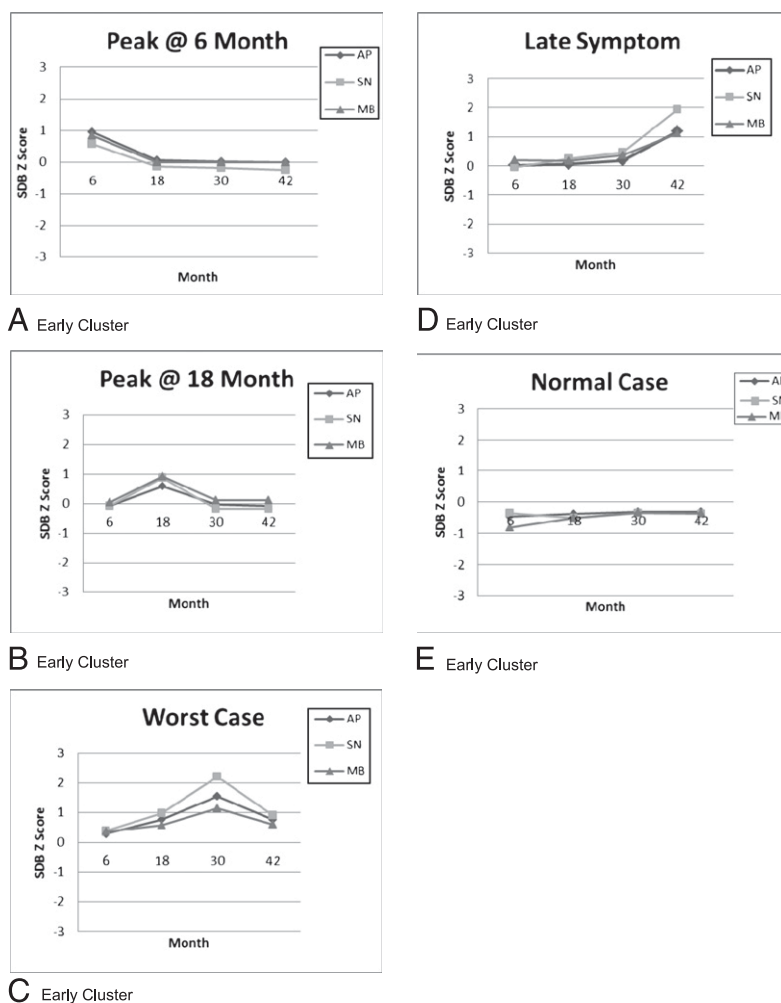 Peak @ 6 Month
AP
SN
MB
3
2
1
0
-1
-2
-3
SDB Z Score
6 18 30 42
Month
A Early Cluster
Peak @ 18 Month
AP
SN
MB
3
2
1
0
-1
-2
-3
SDB Z Score
6 18 30 42
Month
B Early Cluster
Worst Case
AP
SN
MB
3
2
1
0
-1
-2
-3
SDB Z Score
6 18 30 42
Month
C Early Cluster
Late Symptom
AP
SN
MB
3
2
1
0
-1
-2
-3
SDB Z Score
6 18 30 42
Month
D Early Cluster
Normal Case
3
2
1
0
-1
-2
-3
SDB Z Score
6 18 30 42
Month
E Early Cluster